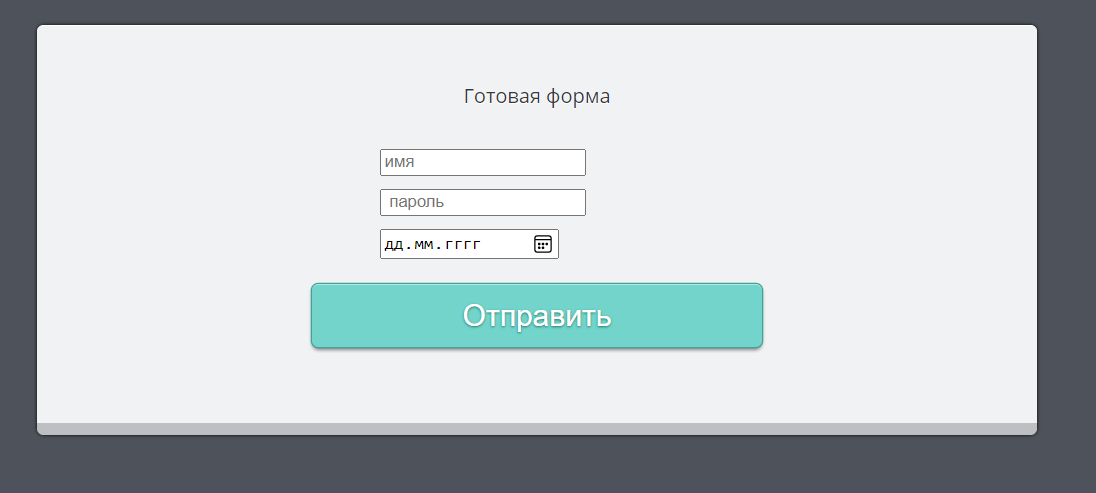 Готовая форма
имя
пароль
дд.мм.гггг
Отправить